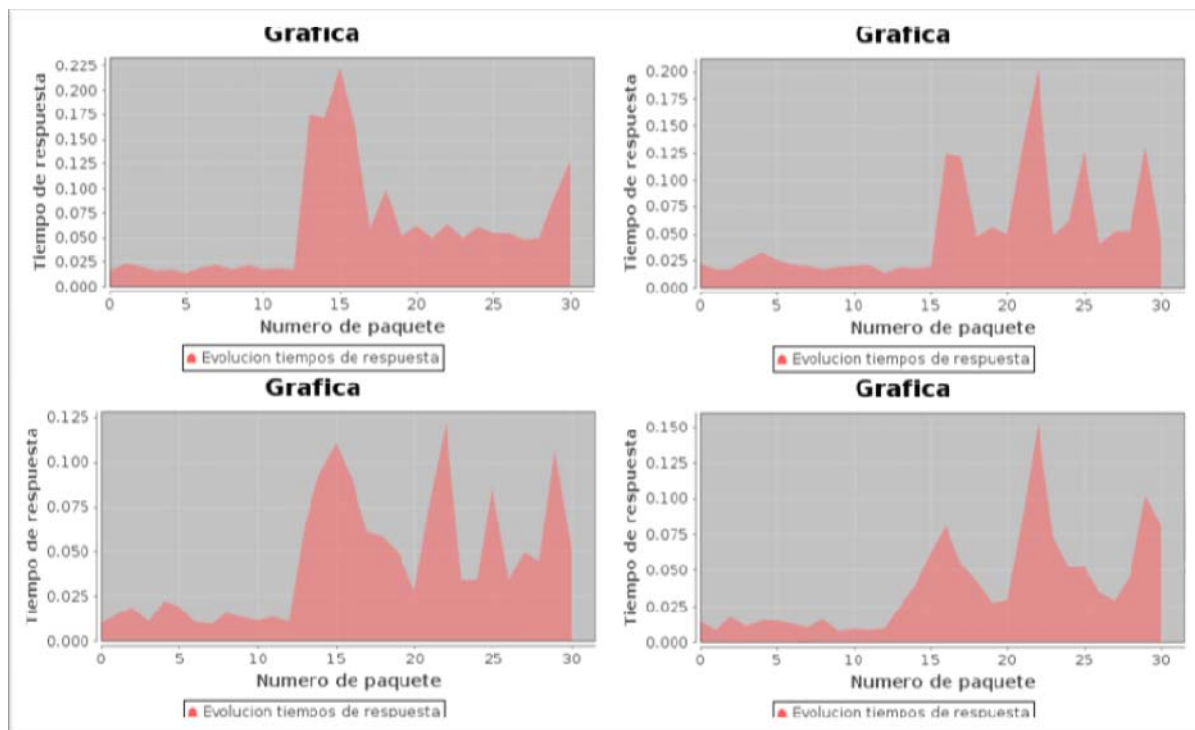 Grafica
Tiempo de respuesta
0.225
0.200
0.175
0.150
0.125
0.100
0.075
0.050
0.025
0.000
0 5 10 15 20 25 30
Numero de paquete
Evolucion tiempos de respuesta
Grafica
Tiempo de respuesta
0.200
0.175
0.150
0.125
0.100
0.075
0.050
0.025
0.000
0 5 10 15 20 25 30
Numero de paquete
Evolucion tiempos de respuesta
Grafica
Tiempo de respuesta
0.125
0.100
0.075
0.050
0.025
0.000
0 5 10 15 20 25 30
Numero de paquete
Evolucion tiempos de respuesta
Grafica
Tiempo de respuesta
0.150
0.125
0.100
0.075
0.050
0.025
0.000
0 5 10 15 20 25 30
Numero de paquete
Evolucion tiempos de respuesta